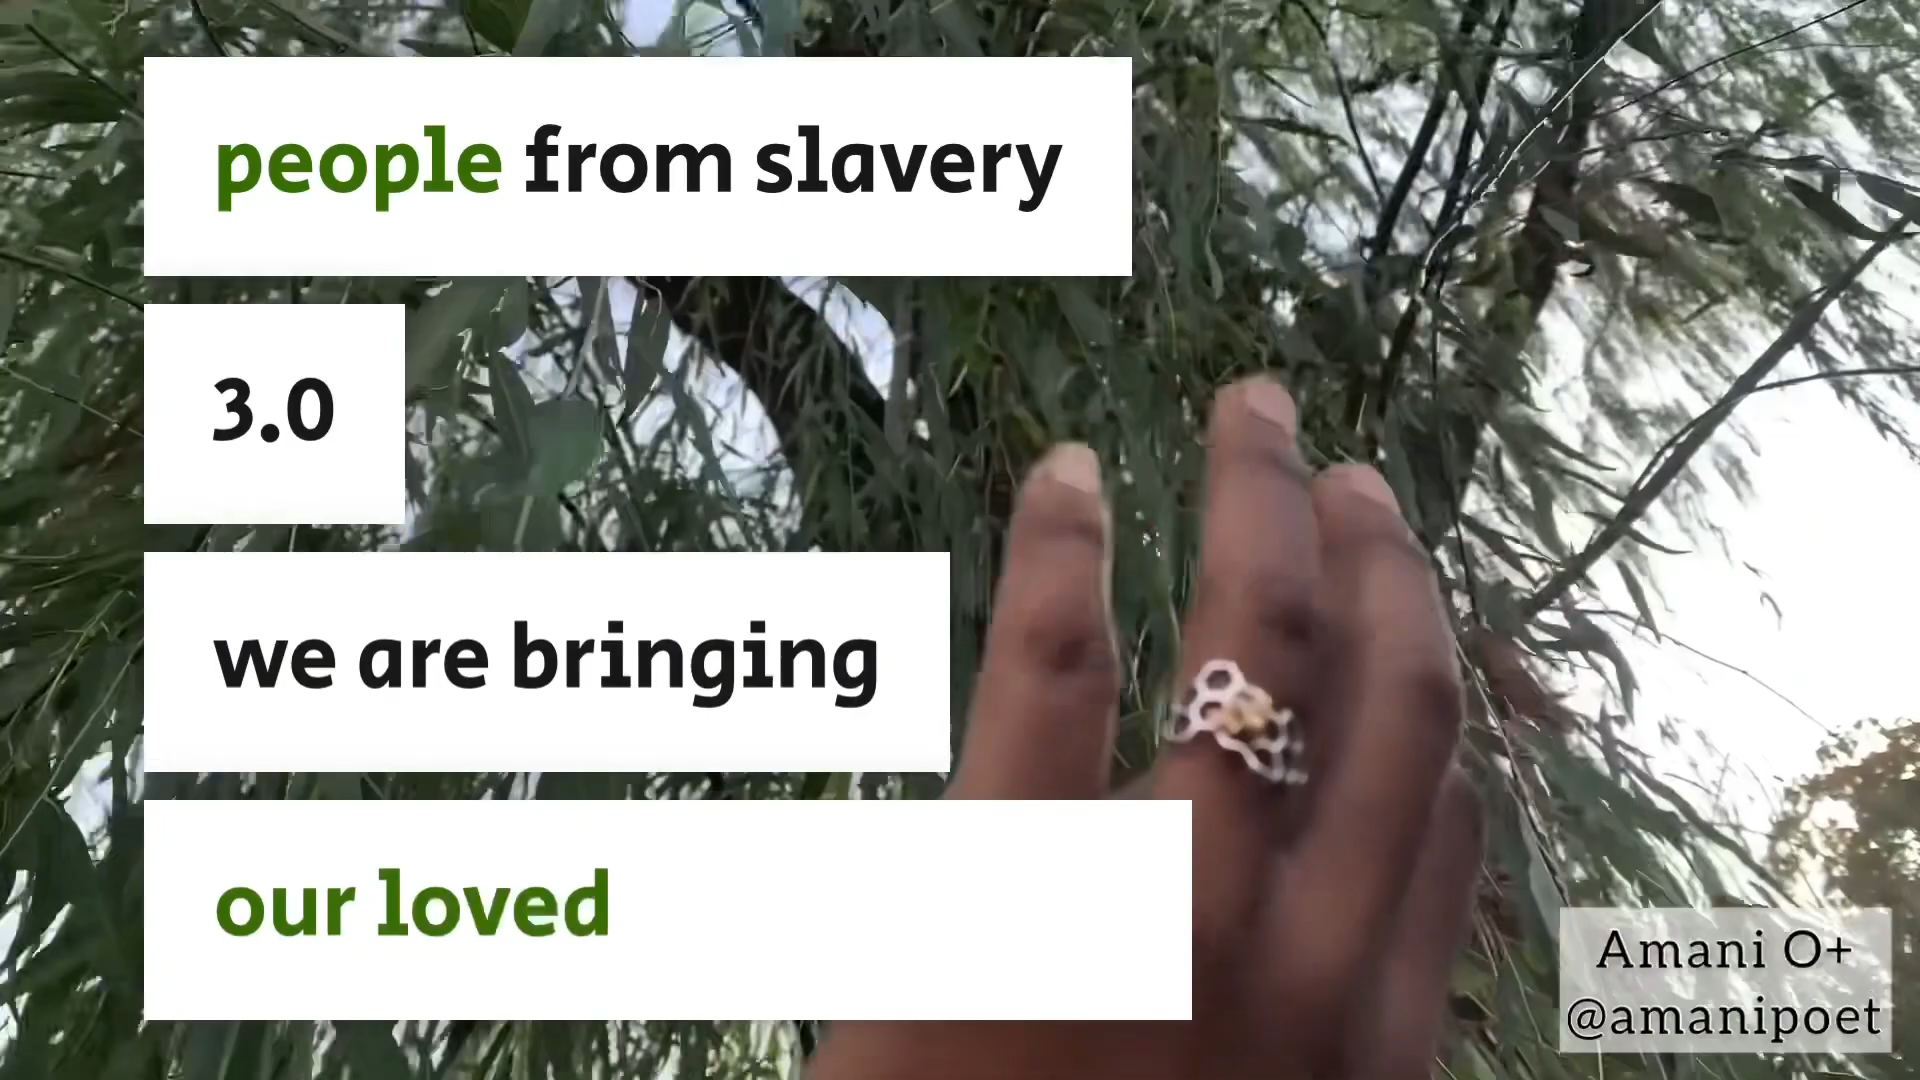 people from slavery
3.0
we are bringing
our loved
Amani O+
@amanipoet